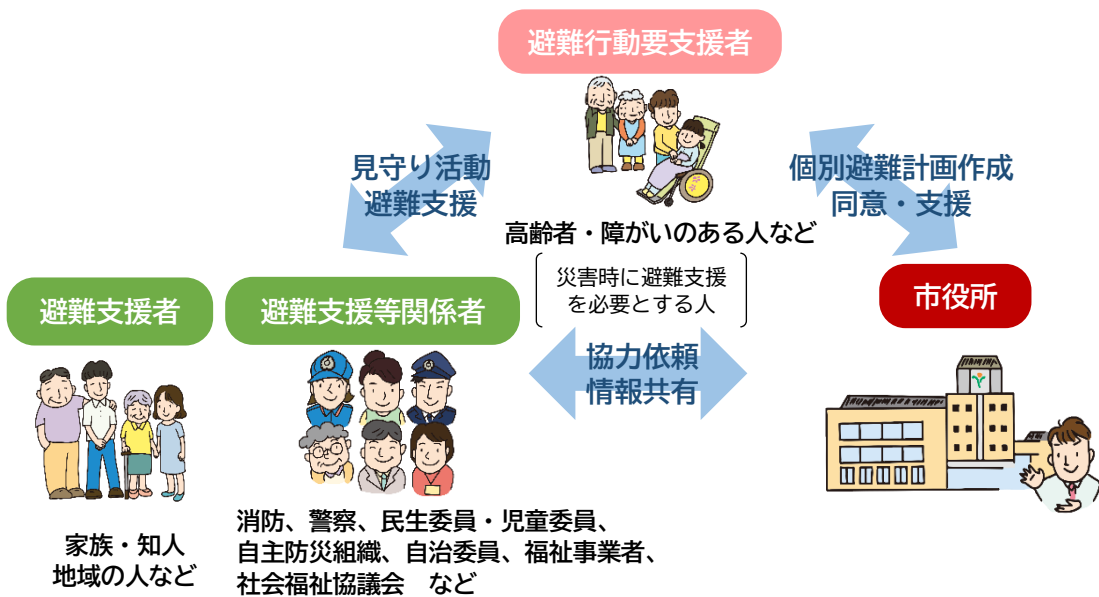 避難行動要支援者
見守り活動
避難支援
個別避難計画作成
同意・支援
高齢者・障がいのある人など
災害時に避難支援
を必要とする人
避難支援者
避難支援等関係者
市役所
協力依頼
情報共有
家族・知人
地域の人など
消防、警察、民生委員・児童委員、
自主防災組織、自治委員、福祉事業者、
社会福祉協議会　など